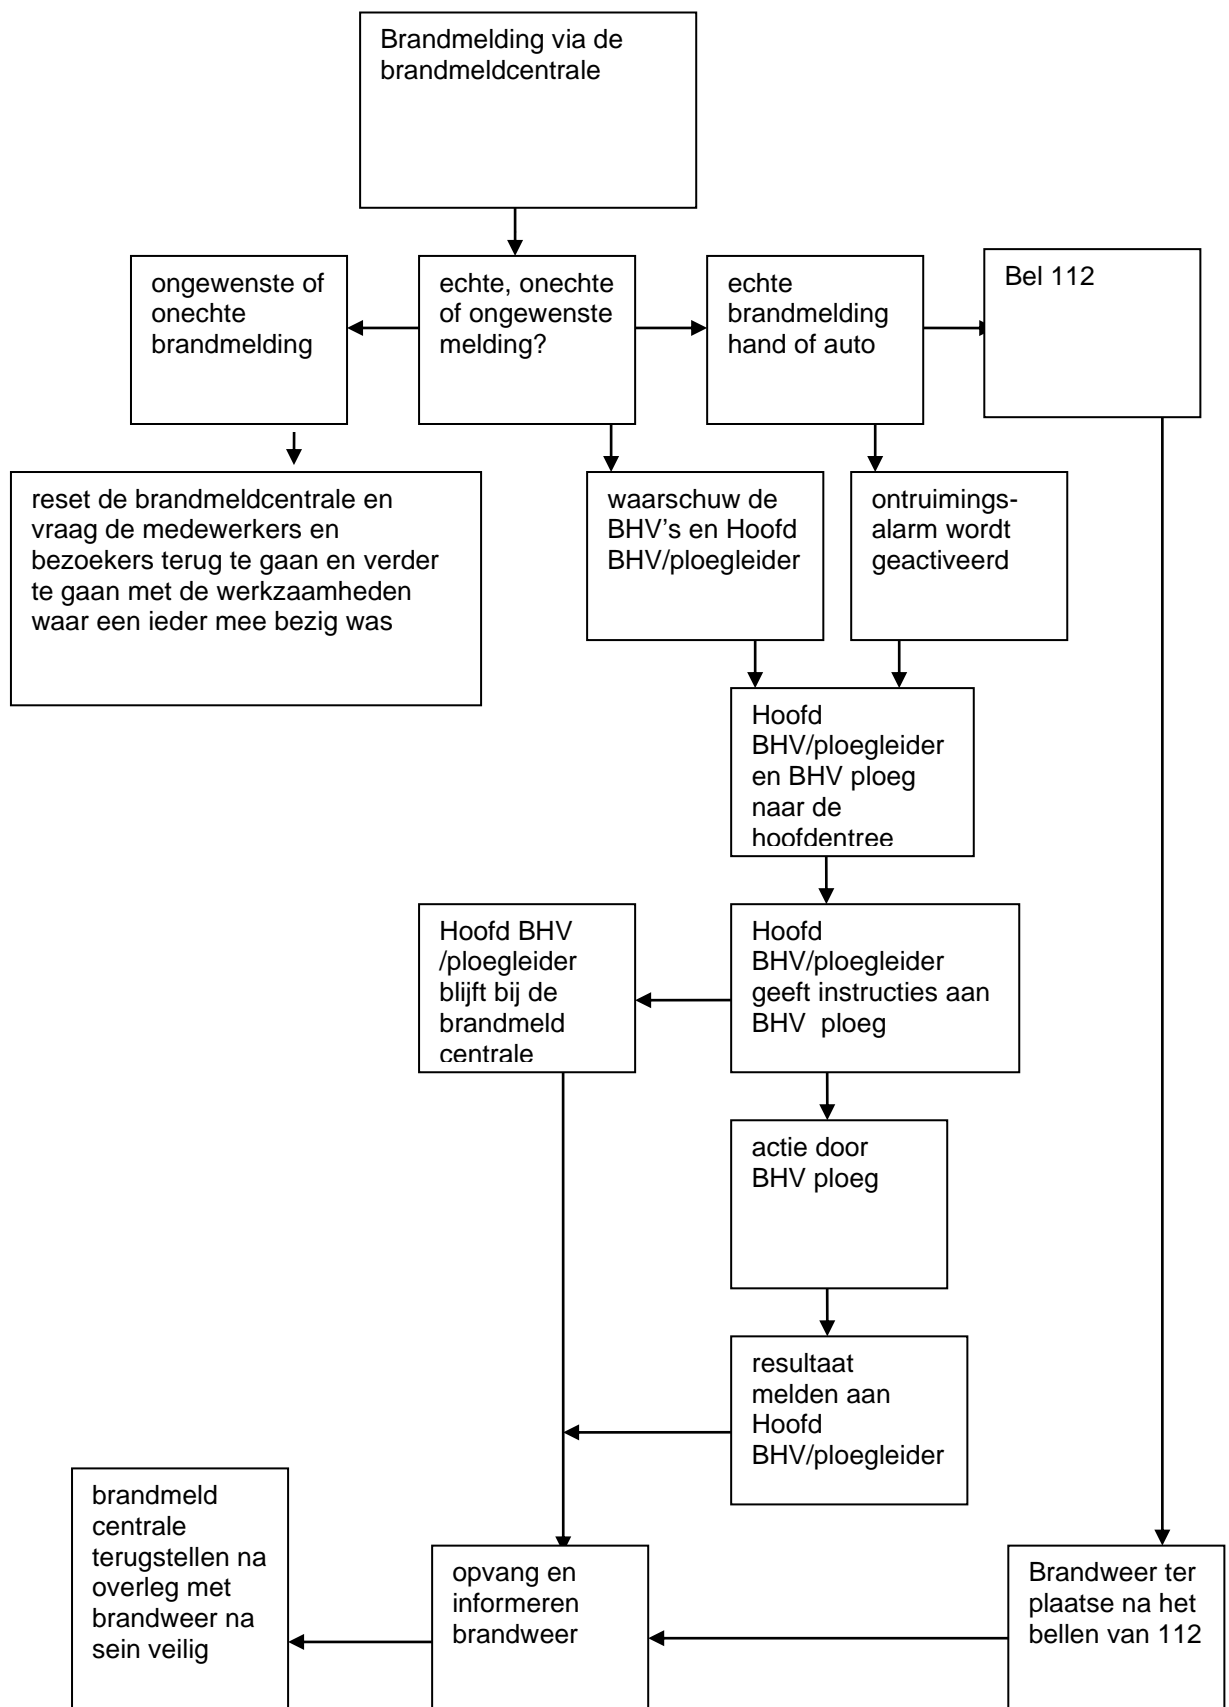 Brandmelding via de
brandmeldcentrale
ongewenste of
onechte
brandmelding
echte, onechte
of ongewenste
melding?
echte
brandmelding
hand of auto
Bel 112
reset de brandmeldcentrale en
vraag de medewerkers en
bezoekers terug te gaan en verder
te gaan met de werkzaamheden
waar een ieder mee bezig was
waarschuw de
BHV’s en Hoofd
BHV/ploegleider
ontruimings-
alarm wordt
geactiveerd
Hoofd
BHV/ploegleider
en BHV ploeg
naar de
hoofdentree
Hoofd BHV
/ploegleider
blijft bij de
brandmeld
centrale
Hoofd
BHV/ploegleider
geeft instructies aan
BHV ploeg
actie door
BHV ploeg
resultaat
melden aan
Hoofd
BHV/ploegleider
brandmeld
centrale
terugstellen na
overleg met
brandweer na
sein veilig
opvang en
informeren
brandweer
Brandweer ter
plaatse na het
bellen van 112